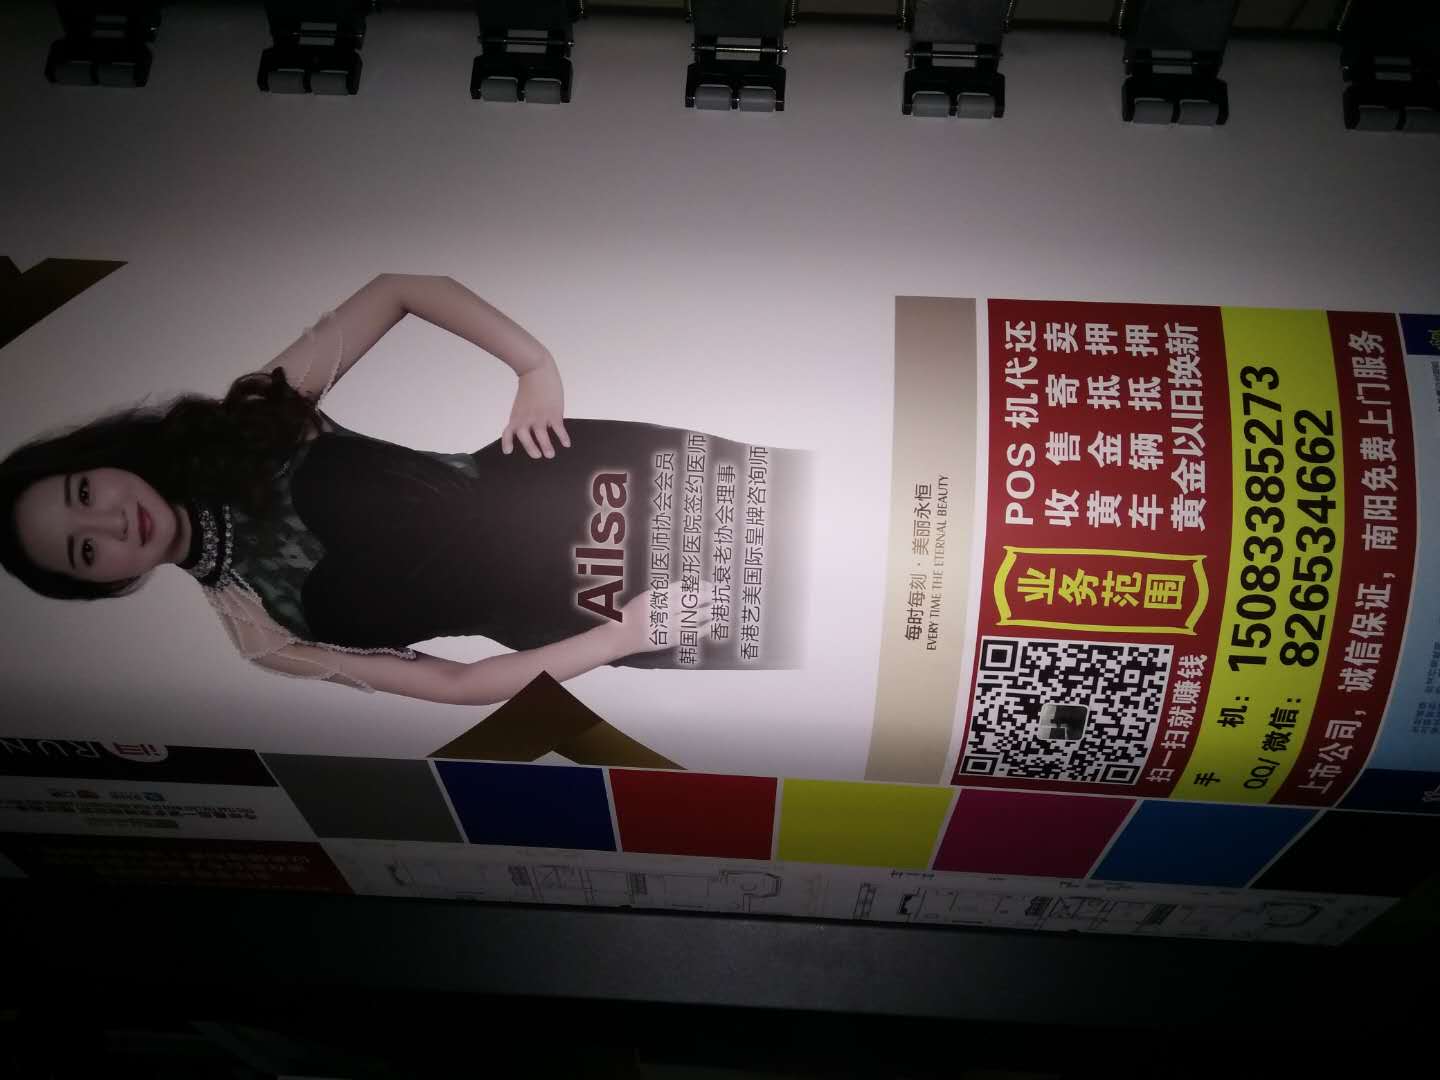 Ailsa
台湾微创医师协会会员
韩国ING整形医院签约医师
香港抗衰老协会理事
香港艺美国际皇牌咨询师
每时每刻·美丽永恒
EVERY TIME THE ETERNAL BEAUTY
业务范围
POS 机代还
收售寄卖
黄金抵押
车辆抵押
黄金以旧换新
扫一扫就赚钱
手 机：15083385273
QQ/ 微信：826534662
上市公司，诚信保证，南阳免费上门服务
RUN